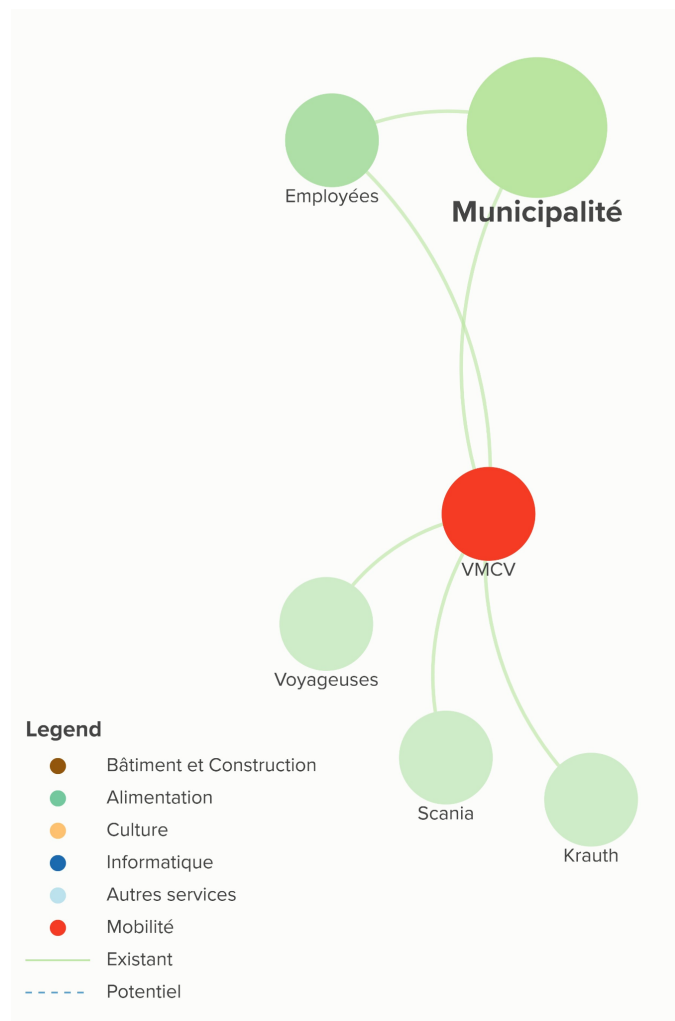 Employées
Municipalité
VMCV
Voyageuses
Scania
Krauth
Legend
Bâtiment et Construction
Alimentation
Culture
Informatique
Autres services
Mobilité
Existant
Potentiel